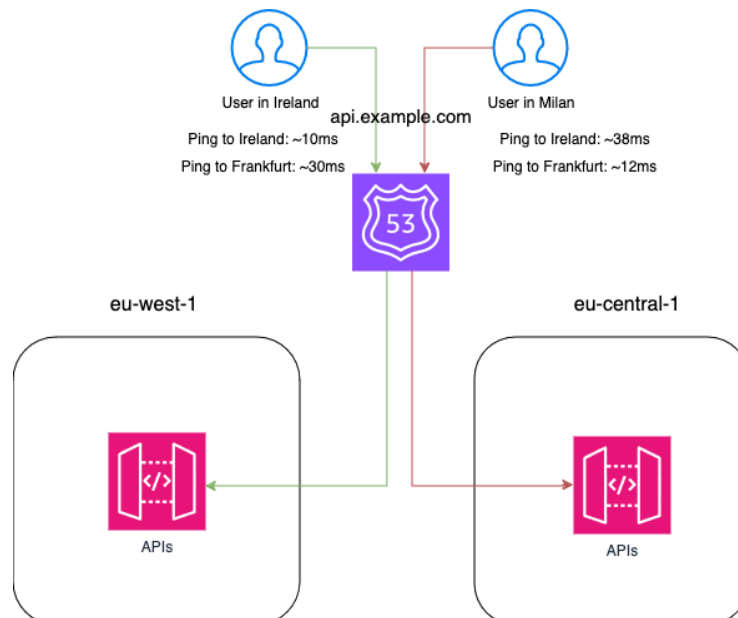 User in Ireland
User in Milan
api.example.com
Ping to Ireland: ~10ms
Ping to Ireland: ~38ms
Ping to Frankfurt: ~30ms
Ping to Frankfurt: ~12ms
53
eu-west-1
eu-central-1
</>
APIs
</>
APIs